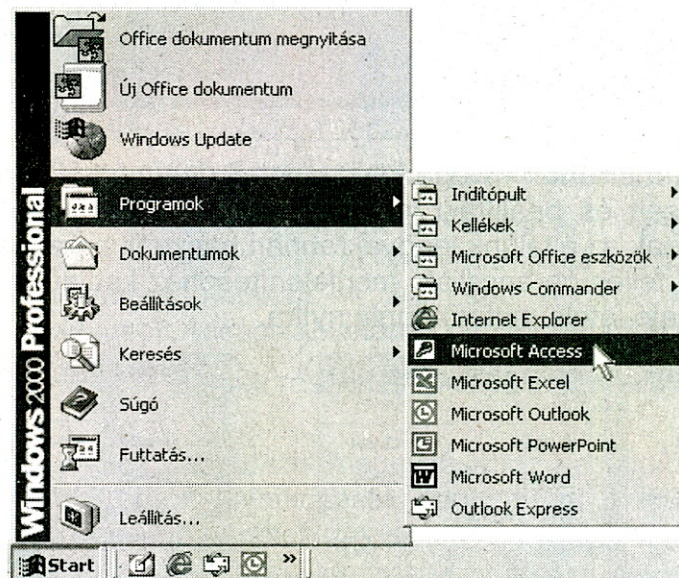 Office dokumentum megnyitása
Új Office dokumentum
Windows Update
Windows 2000 Professional
Programok
Dokumentumok
Beállítások
Keresés
Súgó
Futtatás...
Leállítás...
Indítópult
Kellékek
Microsoft Office eszközök
Windows Commander
Internet Explorer
Microsoft Access
Microsoft Excel
Microsoft Outlook
Microsoft PowerPoint
Microsoft Word
Outlook Express
Start